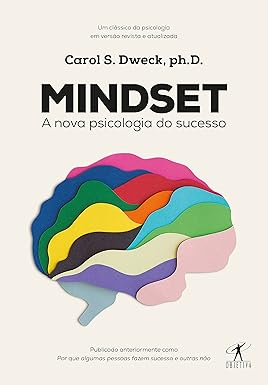 Um clássico da psicologia
em versão revista e atualizada
Carol S. Dweck, ph.D.
MINDSET
A nova psicologia do sucesso
Publicado anteriormente como
Por que algumas pessoas fazem sucesso e outras não
OBJETIVA